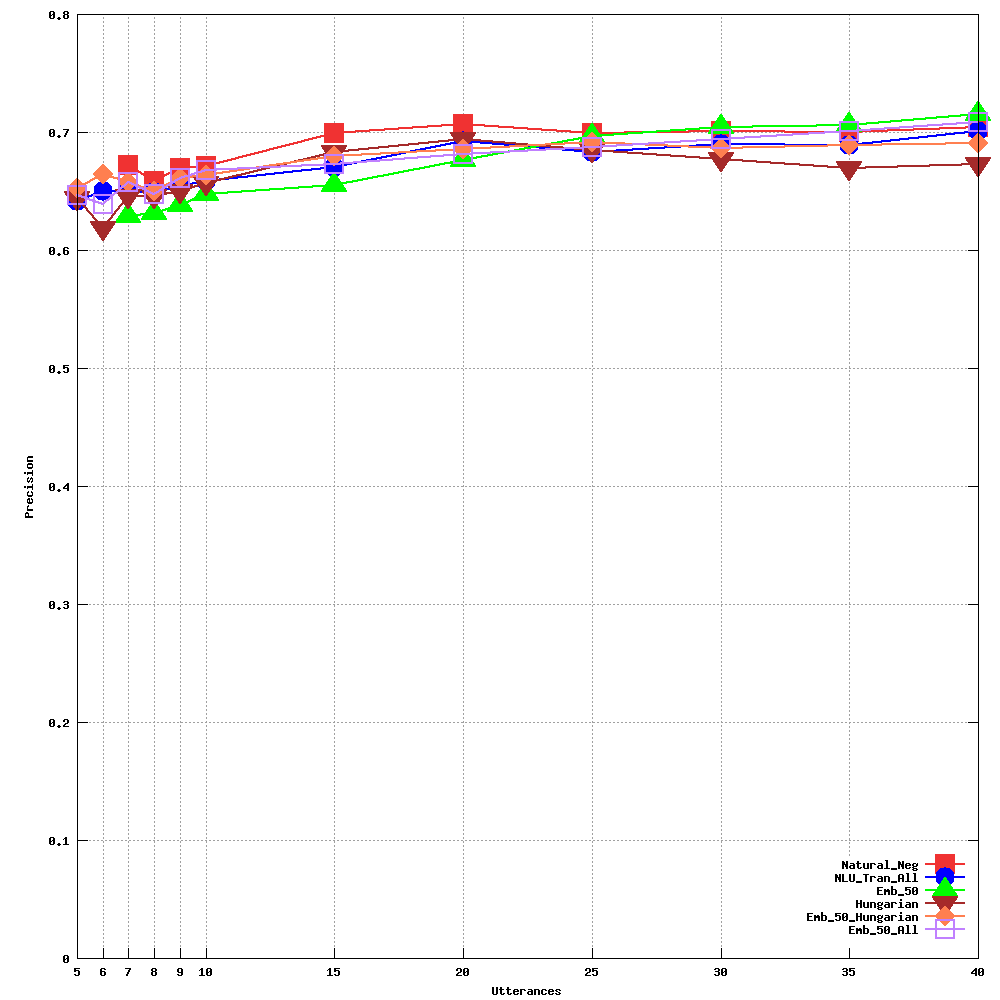 0.8
0.7
0.6
0.5
0.4
0.3
0.2
0.1
0
Precision
5 6 7 8 9 10 15 20 25 30 35 40
Utterances
Natural_Neg
NLU_Tran_All
Emb_50
Hungarian
Emb_50_Hungarian
Emb_50_All